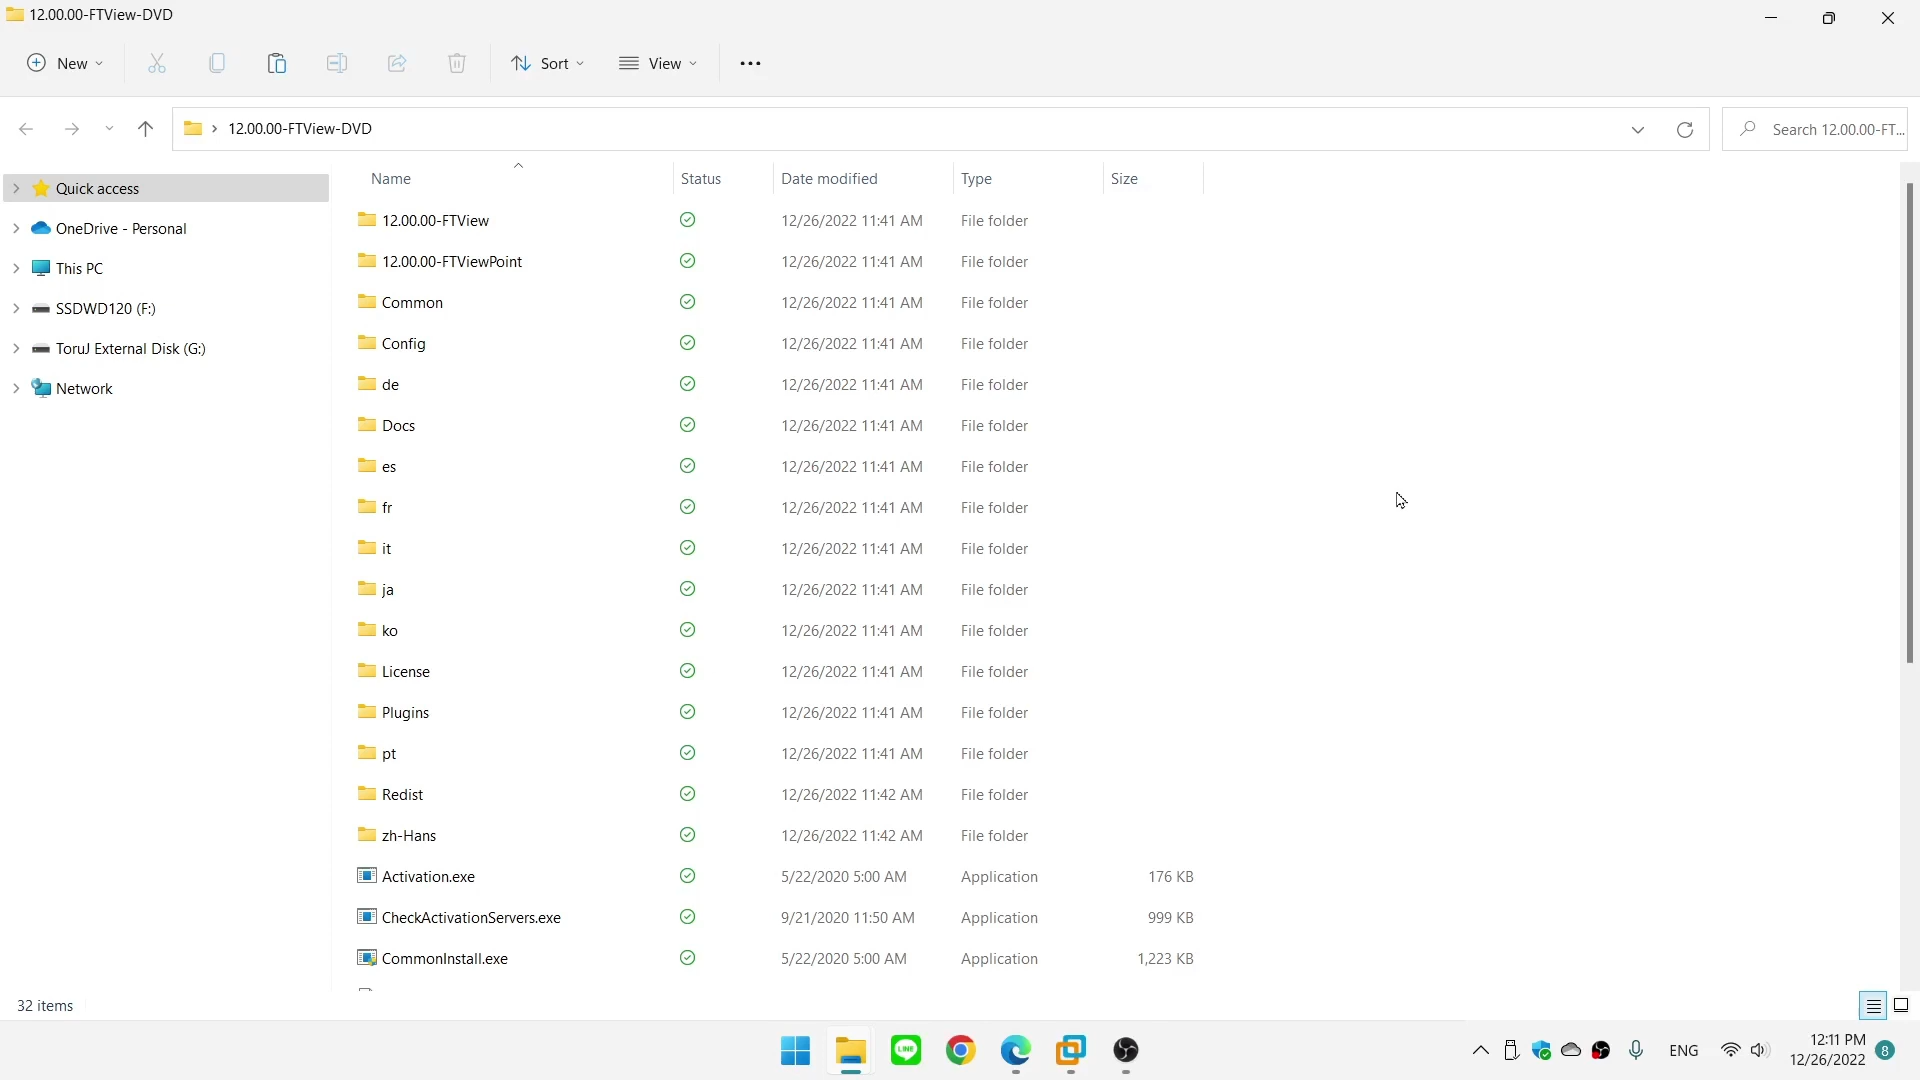 12.00.00-FTView-DVD
New
Sort
View
12.00.00-FTView-DVD
Search 12.00.00-FT...
Quick access
OneDrive - Personal
This PC
SSDWD120 (F:)
ToruJ External Disk (G:)
Network
Name Status Date modified Type Size
12.00.00-FTView 12/26/2022 11:41 AM File folder
12.00.00-FTViewPoint 12/26/2022 11:41 AM File folder
Common 12/26/2022 11:41 AM File folder
Config 12/26/2022 11:41 AM File folder
de 12/26/2022 11:41 AM File folder
Docs 12/26/2022 11:41 AM File folder
es 12/26/2022 11:41 AM File folder
fr 12/26/2022 11:41 AM File folder
it 12/26/2022 11:41 AM File folder
ja 12/26/2022 11:41 AM File folder
ko 12/26/2022 11:41 AM File folder
License 12/26/2022 11:41 AM File folder
Plugins 12/26/2022 11:41 AM File folder
pt 12/26/2022 11:41 AM File folder
Redist 12/26/2022 11:42 AM File folder
zh-Hans 12/26/2022 11:42 AM File folder
Activation.exe 5/22/2020 5:00 AM Application 176 KB
CheckActivationServers.exe 9/21/2020 11:50 AM Application 999 KB
CommonInstall.exe 5/22/2020 5:00 AM Application 1,223 KB
32 items
LINE
ENG
12:11 PM
12/26/2022
8